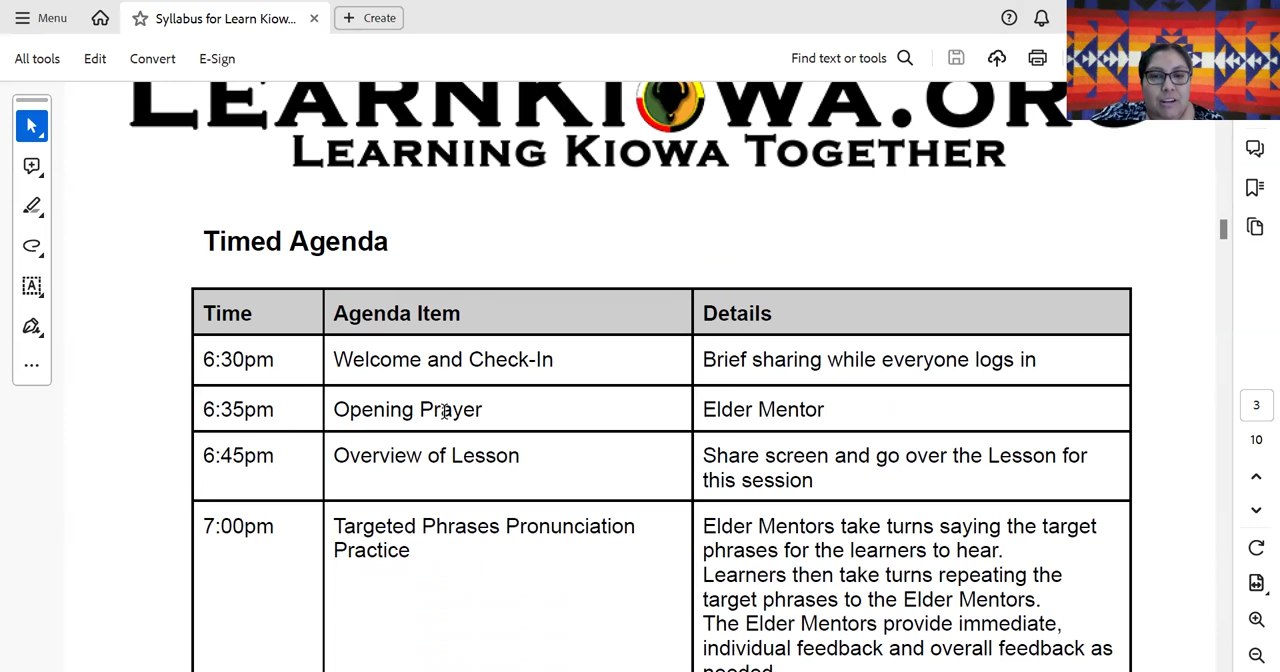 Menu
Syllabus for Learn Kiow...
Create
All tools
Edit
Convert
E-Sign
Find text or tools
LEARNKIOWA.OR
LEARNING KIOWA TOGETHER
Timed Agenda
Time Agenda Item Details
6:30pm Welcome and Check-In Brief sharing while everyone logs in
6:35pm Opening Prayer Elder Mentor
6:45pm Overview of Lesson Share screen and go over the Lesson for
this session
7:00pm Targeted Phrases Pronunciation Elder Mentors take turns saying the target
Practice phrases for the learners to hear.
Learners then take turns repeating the
target phrases to the Elder Mentors.
The Elder Mentors provide immediate,
individual feedback and overall feedback as
needed
3
10